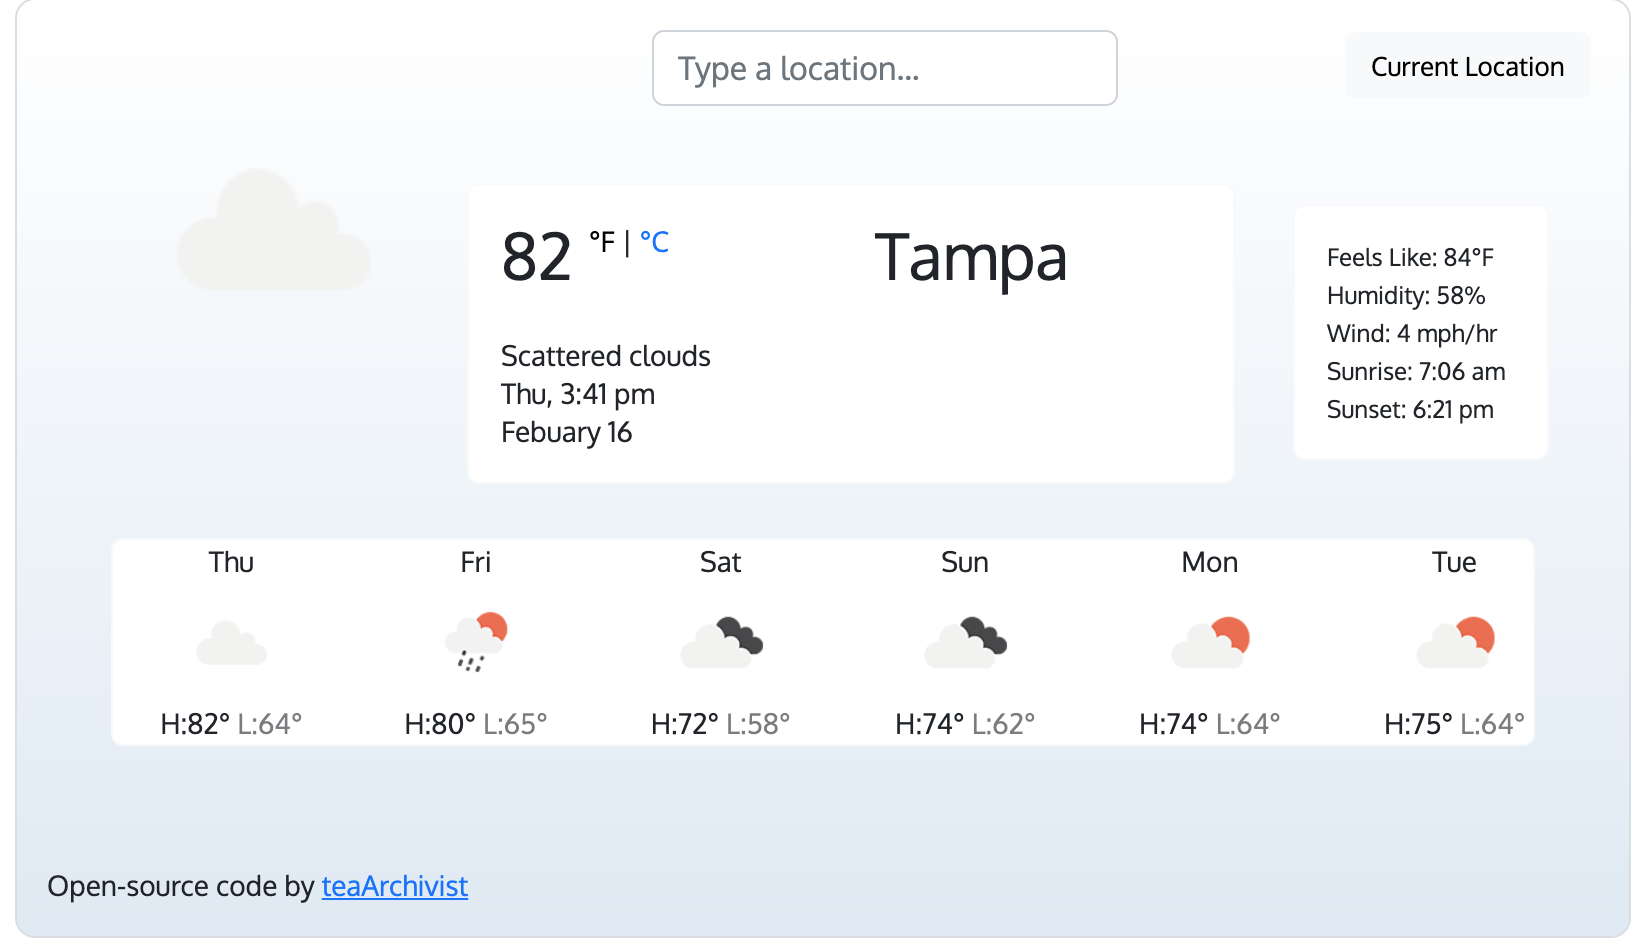 Type a location...
Current Location
82 °F | °C
Tampa
Scattered clouds
Thu, 3:41 pm
Febuary 16
Feels Like: 84°F
Humidity: 58%
Wind: 4 mph/hr
Sunrise: 7:06 am
Sunset: 6:21 pm
Thu Fri Sat Sun Mon Tue
H:82° L:64° H:80° L:65° H:72° L:58° H:74° L:62° H:74° L:64° H:75° L:64°
Open-source code by teaArchivist